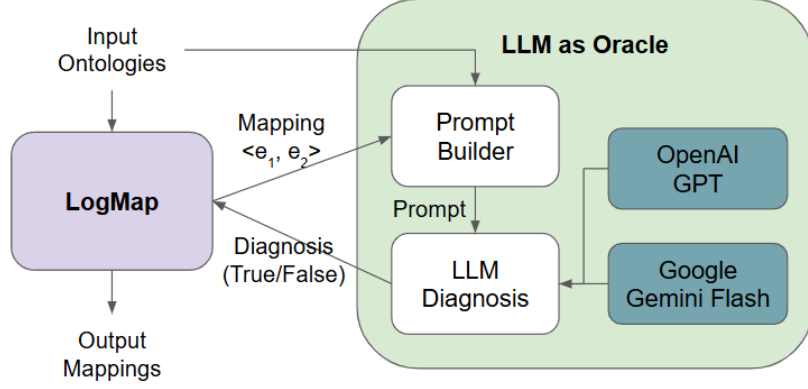 Input
Ontologies
LLM as Oracle
Mapping
<e₁, e₂>
Prompt
Builder
OpenAI
GPT
LogMap
Prompt
Diagnosis
(True/False)
LLM
Diagnosis
Google
Gemini Flash
Output
Mappings